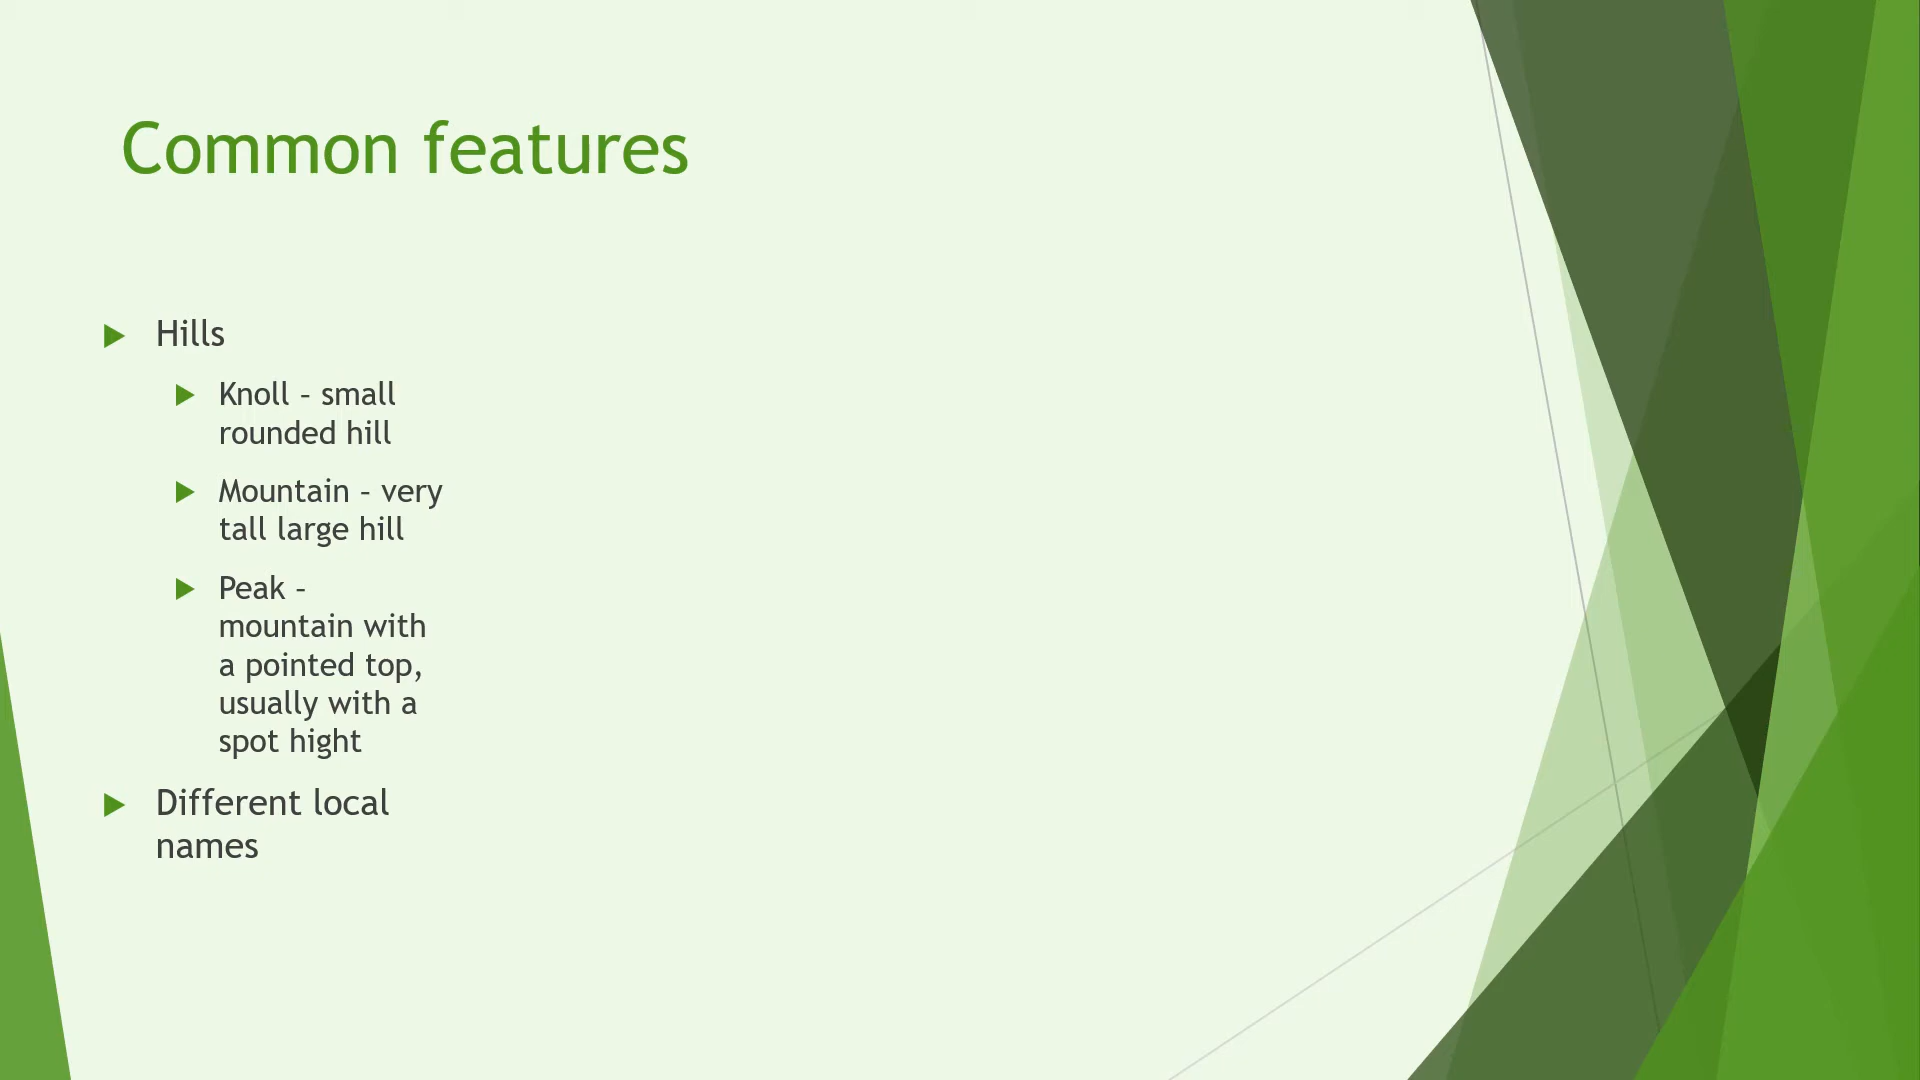 Common features
Hills
Knoll – small
rounded hill
Mountain – very
tall large hill
Peak –
mountain with
a pointed top,
usually with a
spot hight
Different local
names